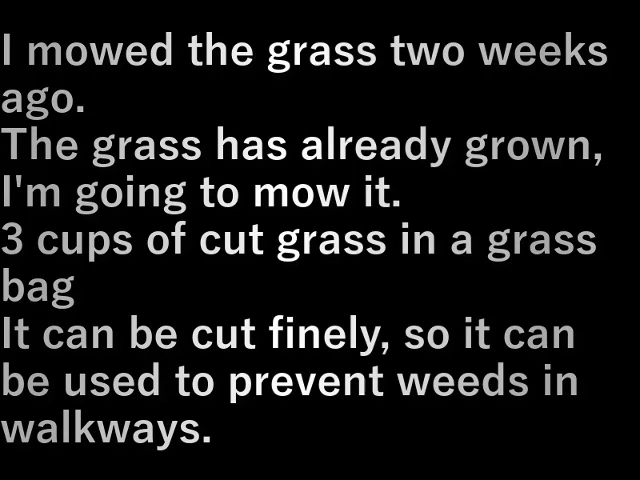 I mowed the grass two weeks
ago.
The grass has already grown,
I'm going to mow it.
3 cups of cut grass in a grass
bag
It can be cut finely, so it can
be used to prevent weeds in
walkways.